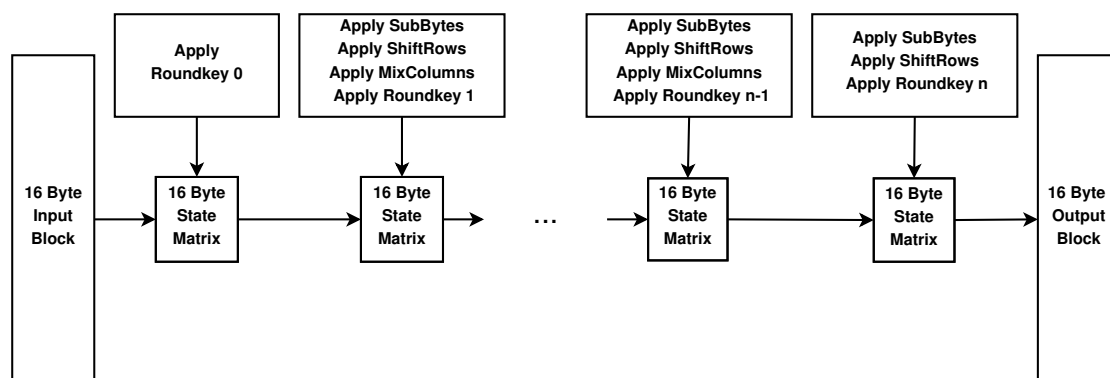 Apply
Roundkey 0
Apply SubBytes
Apply ShiftRows
Apply MixColumns
Apply Roundkey 1
Apply SubBytes
Apply ShiftRows
Apply MixColumns
Apply Roundkey n-1
Apply SubBytes
Apply ShiftRows
Apply Roundkey n
16 Byte
Input
Block
16 Byte
State
Matrix
16 Byte
State
Matrix
...
16 Byte
State
Matrix
16 Byte
State
Matrix
16 Byte
Output
Block